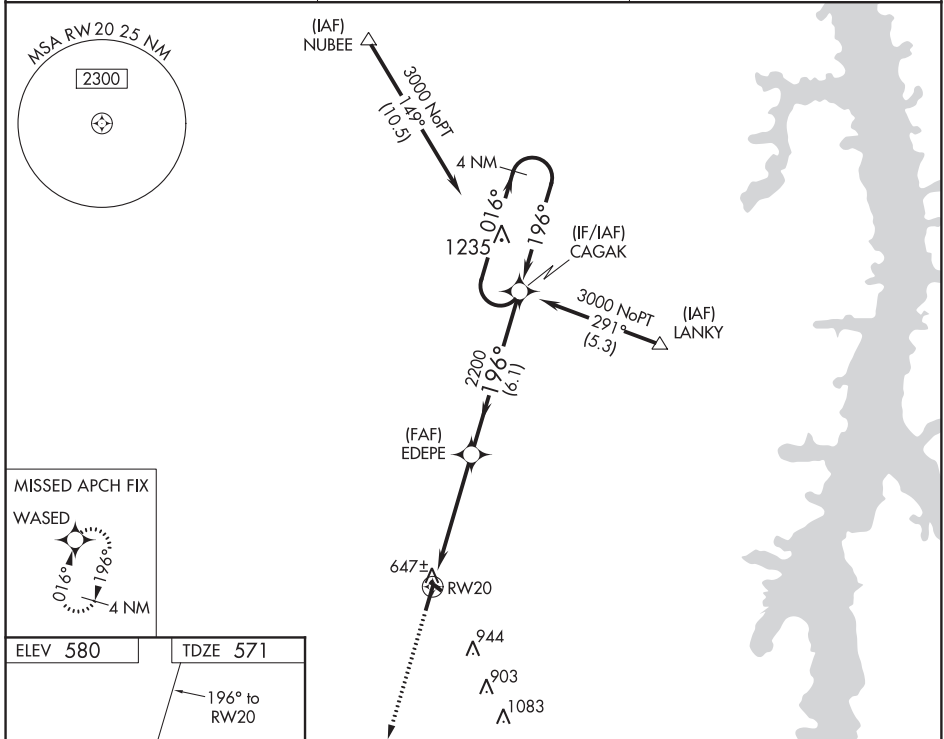 MSA RW20 25 NM
2300
(IAF)
NUBEE
3000 NoPT
149°
(10.5)
4 NM
016°
196°
1235
(IF/IAF)
CAGAK
3000 NoPT
291°
(5.3)
(IAF)
LANKY
2200
196°
(6.1)
(FAF)
EDEPE
MISSED APCH FIX
WASED
016°
196°
4 NM
647±
RW20
944
903
1083
ELEV 580
TDZE 571
196° to
RW20